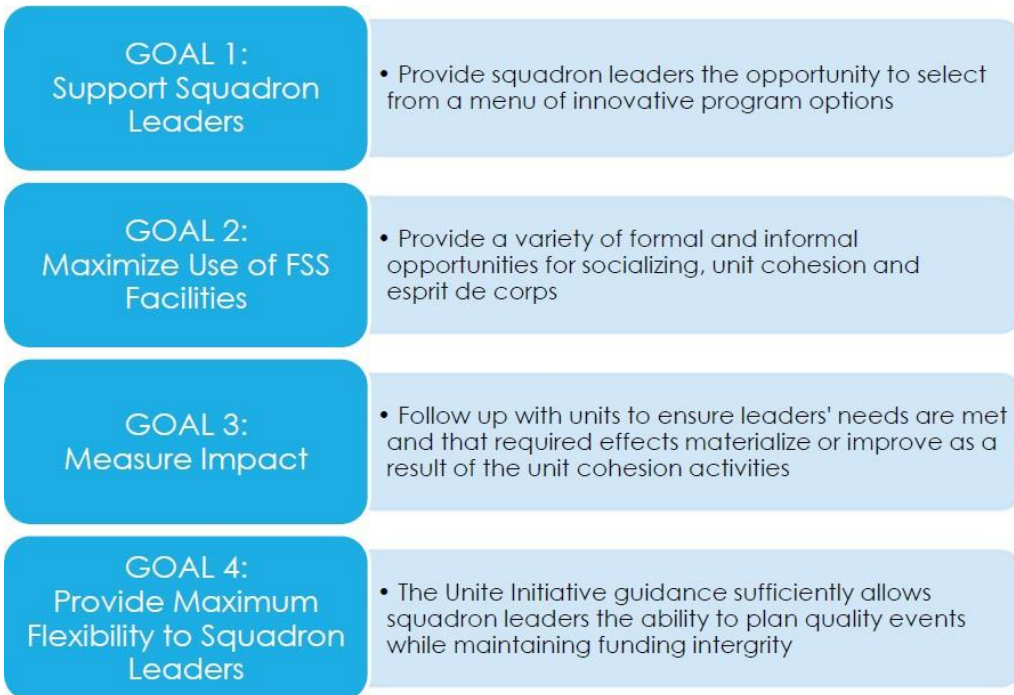 GOAL 1:
Support Squadron
Leaders
• Provide squadron leaders the opportunity to select
from a menu of innovative program options
GOAL 2:
Maximize Use of FSS
Facilities
• Provide a variety of formal and informal
opportunities for socializing, unit cohesion and
esprit de corps
GOAL 3:
Measure Impact
• Follow up with units to ensure leaders' needs are met
and that required effects materialize or improve as a
result of the unit cohesion activities
GOAL 4:
Provide Maximum
Flexibility to Squadron
Leaders
• The Unite Initiative guidance sufficiently allows
squadron leaders the ability to plan quality events
while maintaining funding intergrity